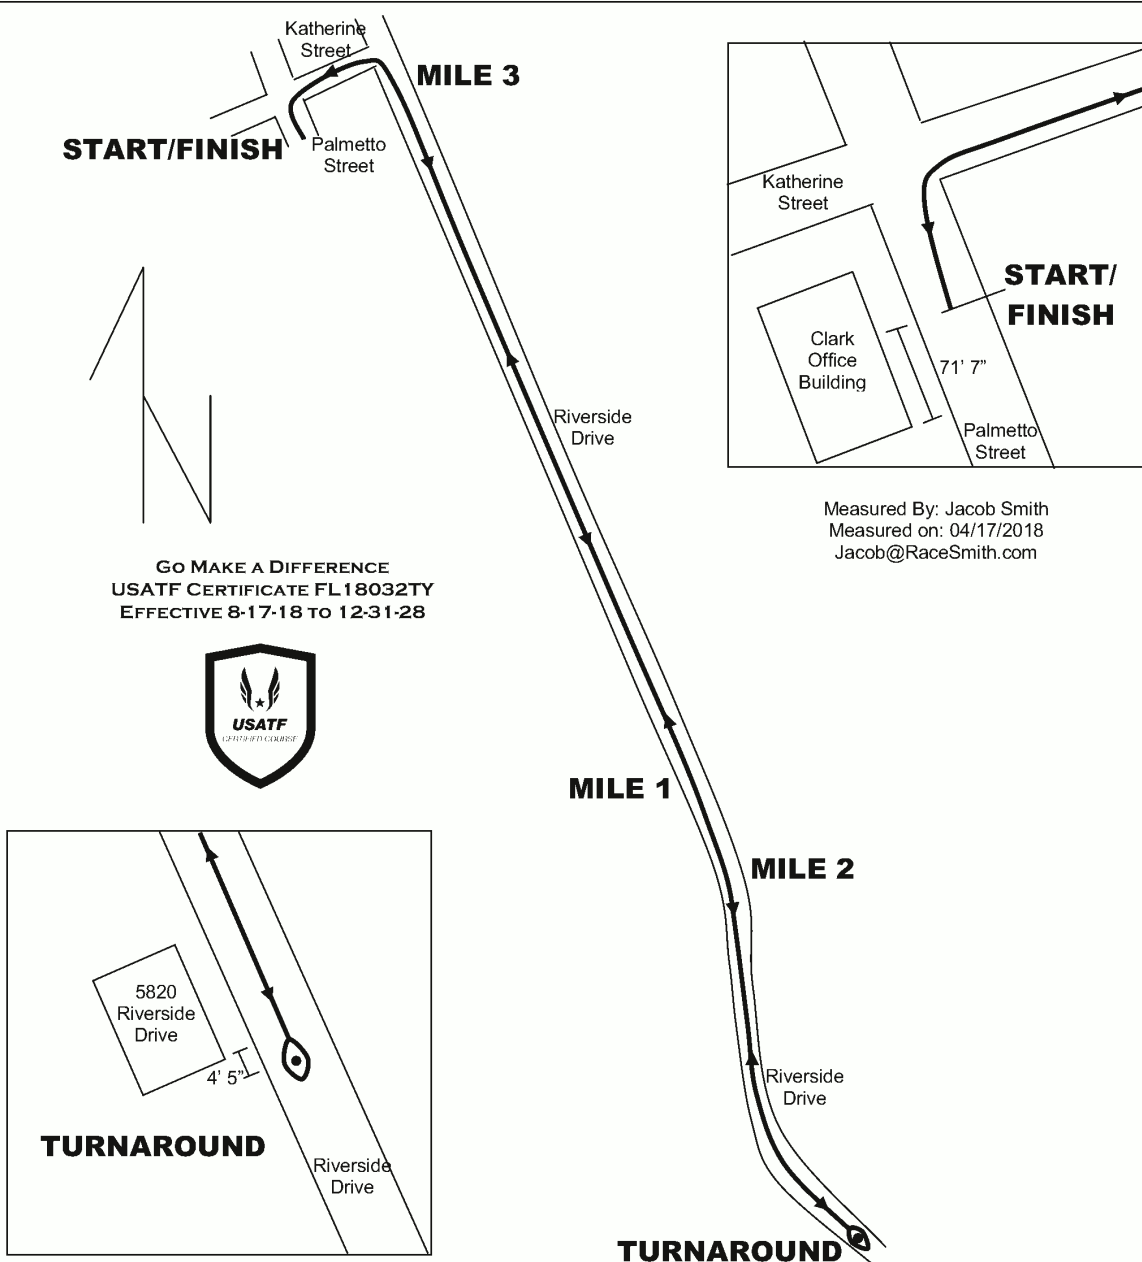 Katherine
Street
MILE 3
START/FINISH
Palmetto
Street
Katherine
Street
START/
FINISH
Clark
Office
Building
71' 7"
Palmetto
Street
Riverside
Drive
Measured By: Jacob Smith
Measured on: 04/17/2018
Jacob@RaceSmith.com
N
GO MAKE A DIFFERENCE
USATF CERTIFICATE FL18032TY
EFFECTIVE 8-17-18 TO 12-31-28
USATF
CERTIFIED COURSE
MILE 1
MILE 2
5820
Riverside
Drive
4' 5"
TURNAROUND
Riverside
Drive
Riverside
Drive
TURNAROUND